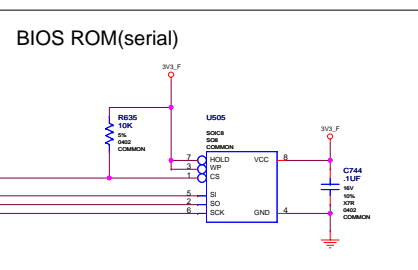 BIOS ROM(serial)
3V3_F
R635
10K
5%
0402
COMMON
U505
SOIC8
SO8
COMMON
7 HOLD VCC 8
3 WP
1 CS
5 SI
2 SO
6 SCK GND 4
3V3_F
C744
.1UF
16V
10%
X7R
0402
COMMON